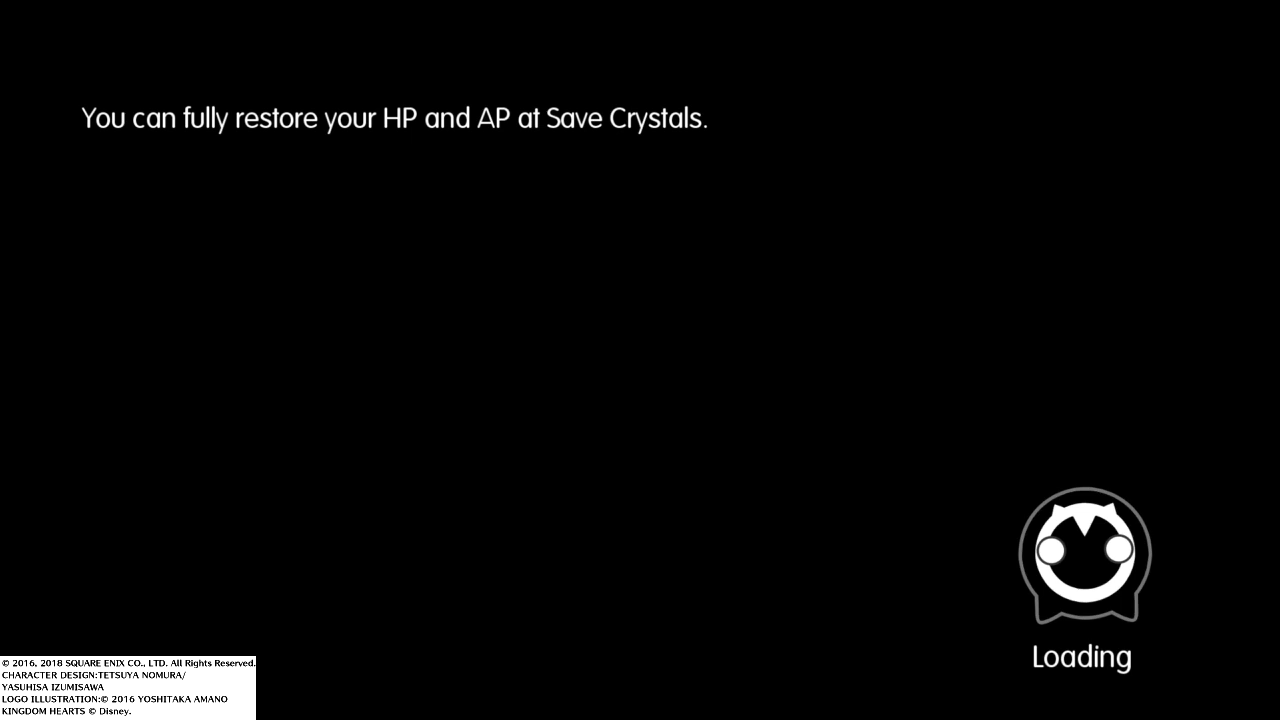 You can fully restore your HP and AP at Save Crystals.
Loading
© 2016, 2018 SQUARE ENIX CO., LTD. All Rights Reserved.
CHARACTER DESIGN:TETSUYA NOMURA/
YASUHISA IZUMISAWA
LOGO ILLUSTRATION:© 2016 YOSHITAKA AMANO
KINGDOM HEARTS © Disney.